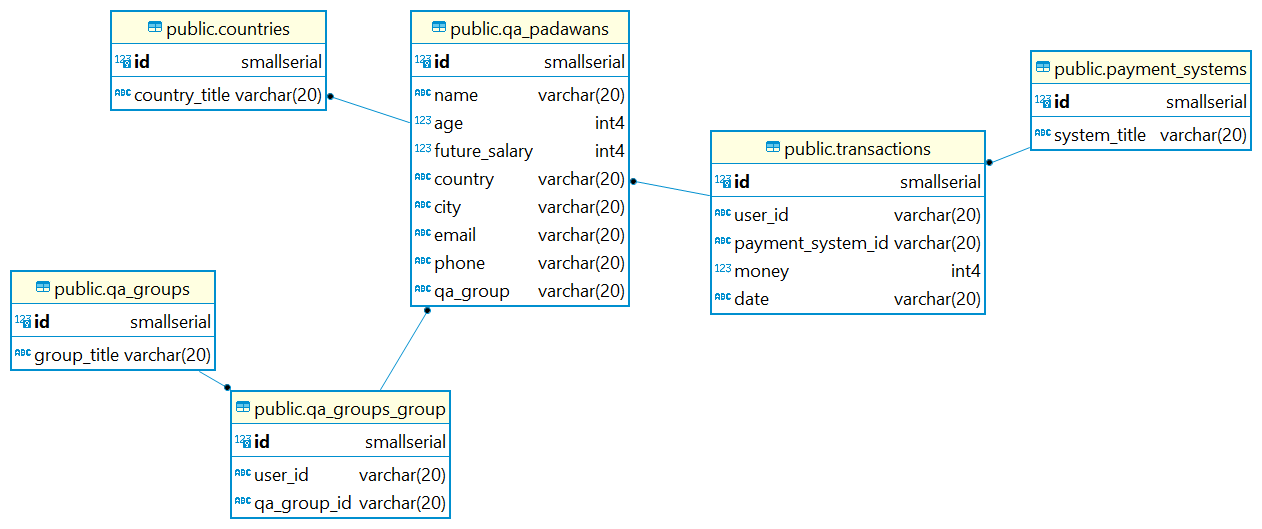 public.countries
123 id smallserial
ABC country_title varchar(20)
public.qa_padawans
123 id smallserial
ABC name varchar(20)
123 age int4
123 future_salary int4
ABC country varchar(20)
ABC city varchar(20)
ABC email varchar(20)
ABC phone varchar(20)
ABC qa_group varchar(20)
public.payment_systems
123 id smallserial
ABC system_title varchar(20)
public.transactions
123 id smallserial
ABC user_id varchar(20)
ABC payment_system_id varchar(20)
123 money int4
ABC date varchar(20)
public.qa_groups
123 id smallserial
ABC group_title varchar(20)
public.qa_groups_group
123 id smallserial
ABC user_id varchar(20)
ABC qa_group_id varchar(20)